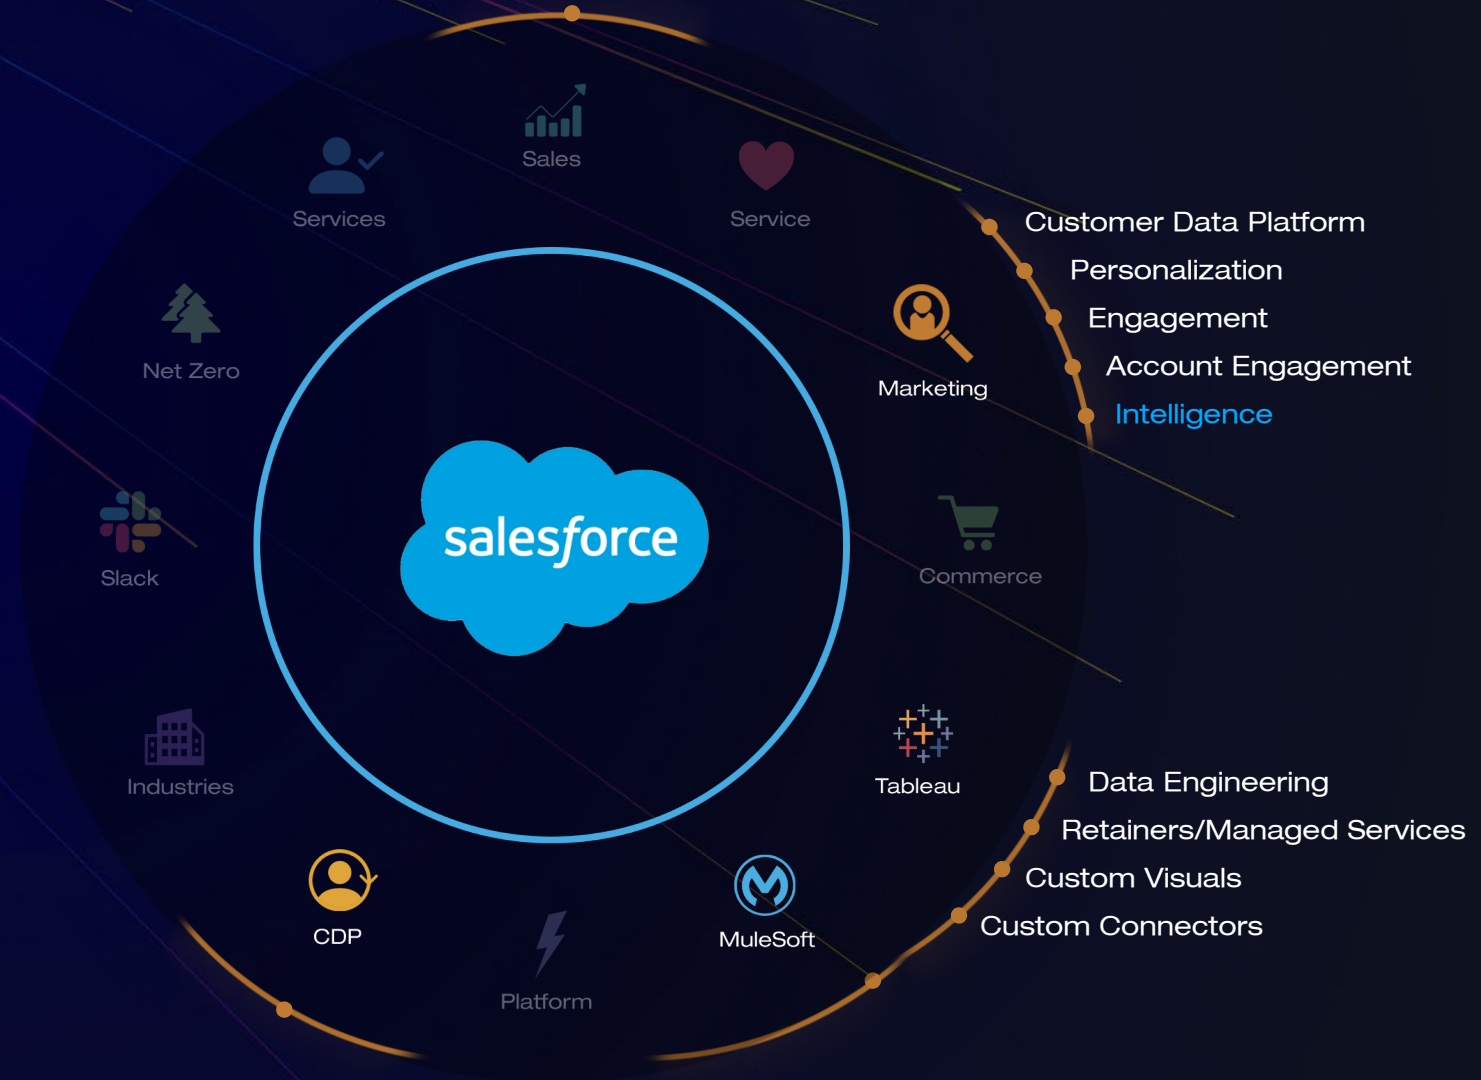 Sales
Services
Service
Customer Data Platform
Personalization
Engagement
Account Engagement
Intelligence
Net Zero
Marketing
salesforce
Slack
Commerce
Industries
Tableau
Data Engineering
Retainers/Managed Services
Custom Visuals
Custom Connectors
CDP
MuleSoft
Platform